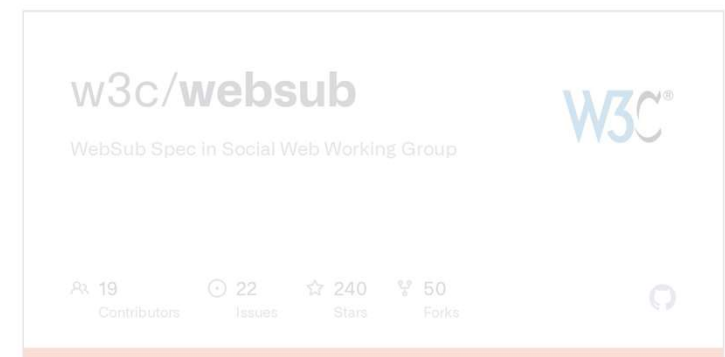 w3c/websub
W3C®
WebSub Spec in Social Web Working Group
19 22 240 50
Contributors Issues Stars Forks